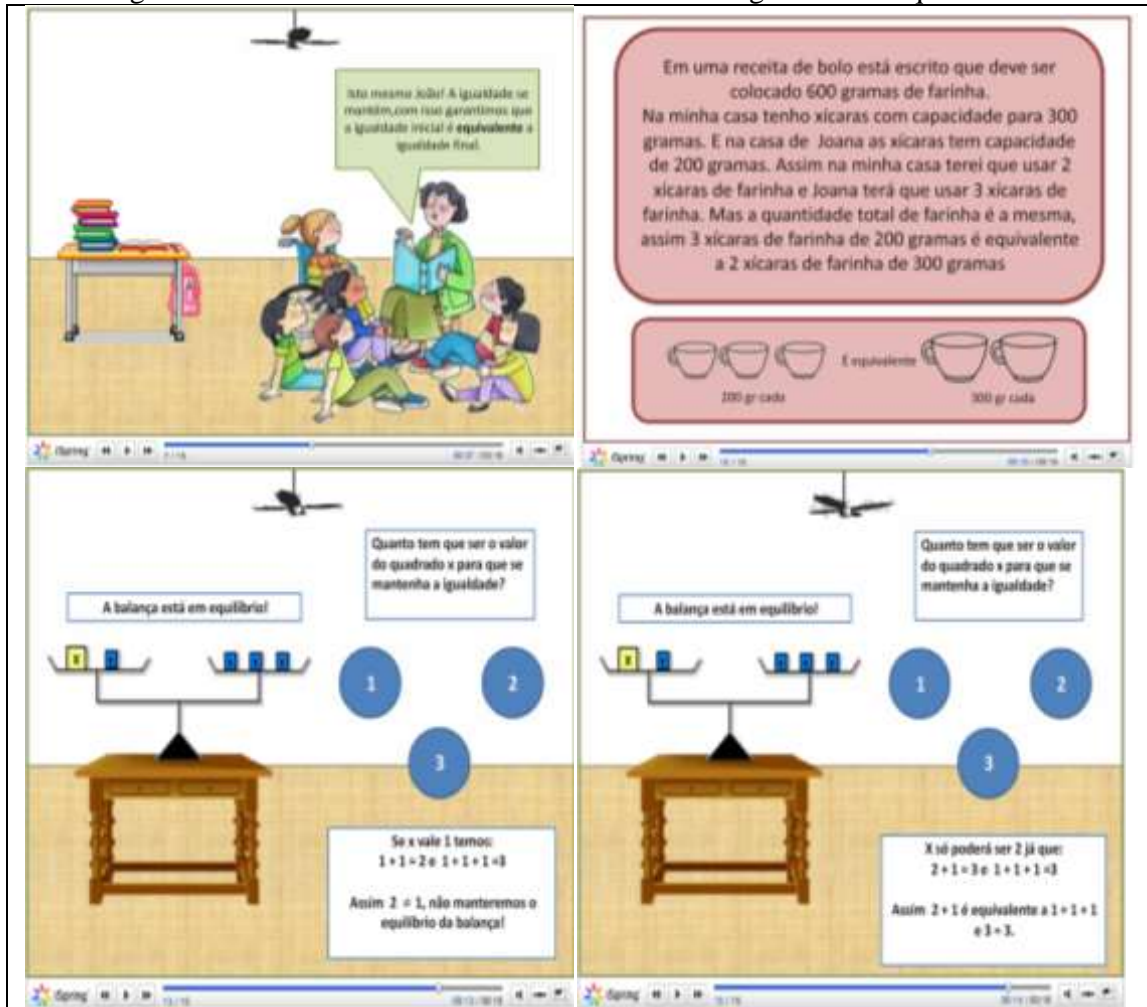 Isto mesmo João! A igualdade se
mantém,com isso garantimos que
a igualdade inicial é equivalente a
igualdade final.
iSpring
Em uma receita de bolo está escrito que deve ser
colocado 600 gramas de farinha.
Na minha casa tenho xícaras com capacidade para 300
gramas. E na casa de Joana as xícaras tem capacidade
de 200 gramas. Assim na minha casa terei que usar 2
xícaras de farinha e Joana terá que usar 3 xícaras de
farinha. Mas a quantidade total de farinha é a mesma,
assim 3 xícaras de farinha de 200 gramas é equivalente
a 2 xícaras de farinha de 300 gramas
É equivalente
200 gr cada
300 gr cada
iSpring
Quanto tem que ser o valor
do quadrado x para que se
mantenha a igualdade?
A balança está em equilíbrio!
1
2
3
Se x vale 1 temos:
1 + 1 = 2 e 1 + 1 + 1 =3
Assim 2 ≠ 1, não manteremos o
equilíbrio da balança!
iSpring
Quanto tem que ser o valor
do quadrado x para que se
mantenha a igualdade?
A balança está em equilíbrio!
1
2
3
X só poderá ser 2 já que:
2 + 1 = 3 e 1 + 1 + 1 =3
Assim 2 + 1 é equivalente a 1 + 1 + 1
e 3 = 3.
iSpring